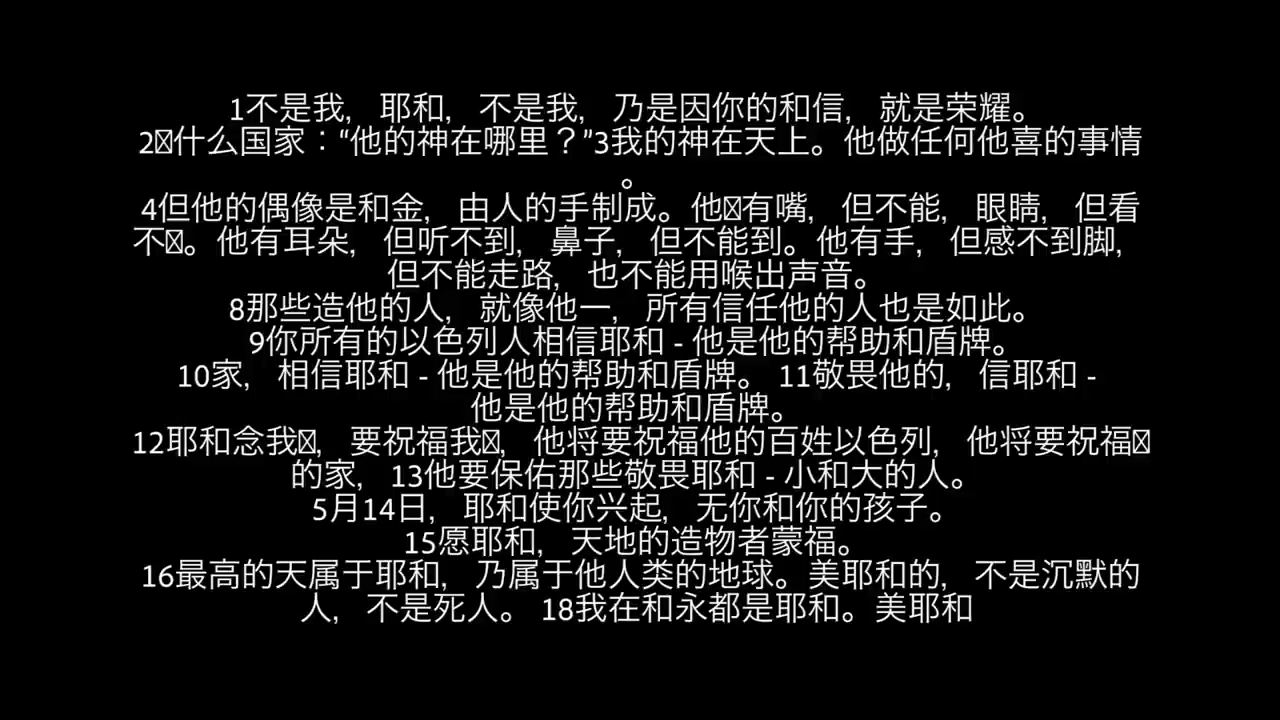 1不是我，耶和，不是我，乃是因你的和信，就是荣耀。
2什么国家：“他的神在哪里？”3我的神在天上。他做任何他喜的事情
。
4但他的偶像是和金，由人的手制成。他有嘴，但不能，眼睛，但看
不。他有耳朵，但听不到，鼻子，但不能到。他有手，但感不到脚，
但不能走路，也不能用喉出声音。
8那些造他的人，就像他一，所有信任他的人也是如此。
9你所有的以色列人相信耶和 - 他是他的帮助和盾牌。
10家，相信耶和 - 他是他的帮助和盾牌。 11敬畏他的，信耶和 -
他是他的帮助和盾牌。
12耶和念我，要祝福我，他将要祝福他的百姓以色列，他将要祝福
的家，13他要保佑那些敬畏耶和 - 小和大的人。
5月14日，耶和使你兴起，无你和你的孩子。
15愿耶和，天地的造物者蒙福。
16最高的天属于耶和，乃属于他人类的地球。美耶和的，不是沉默的
人，不是死人。 18我在和永都是耶和。美耶和